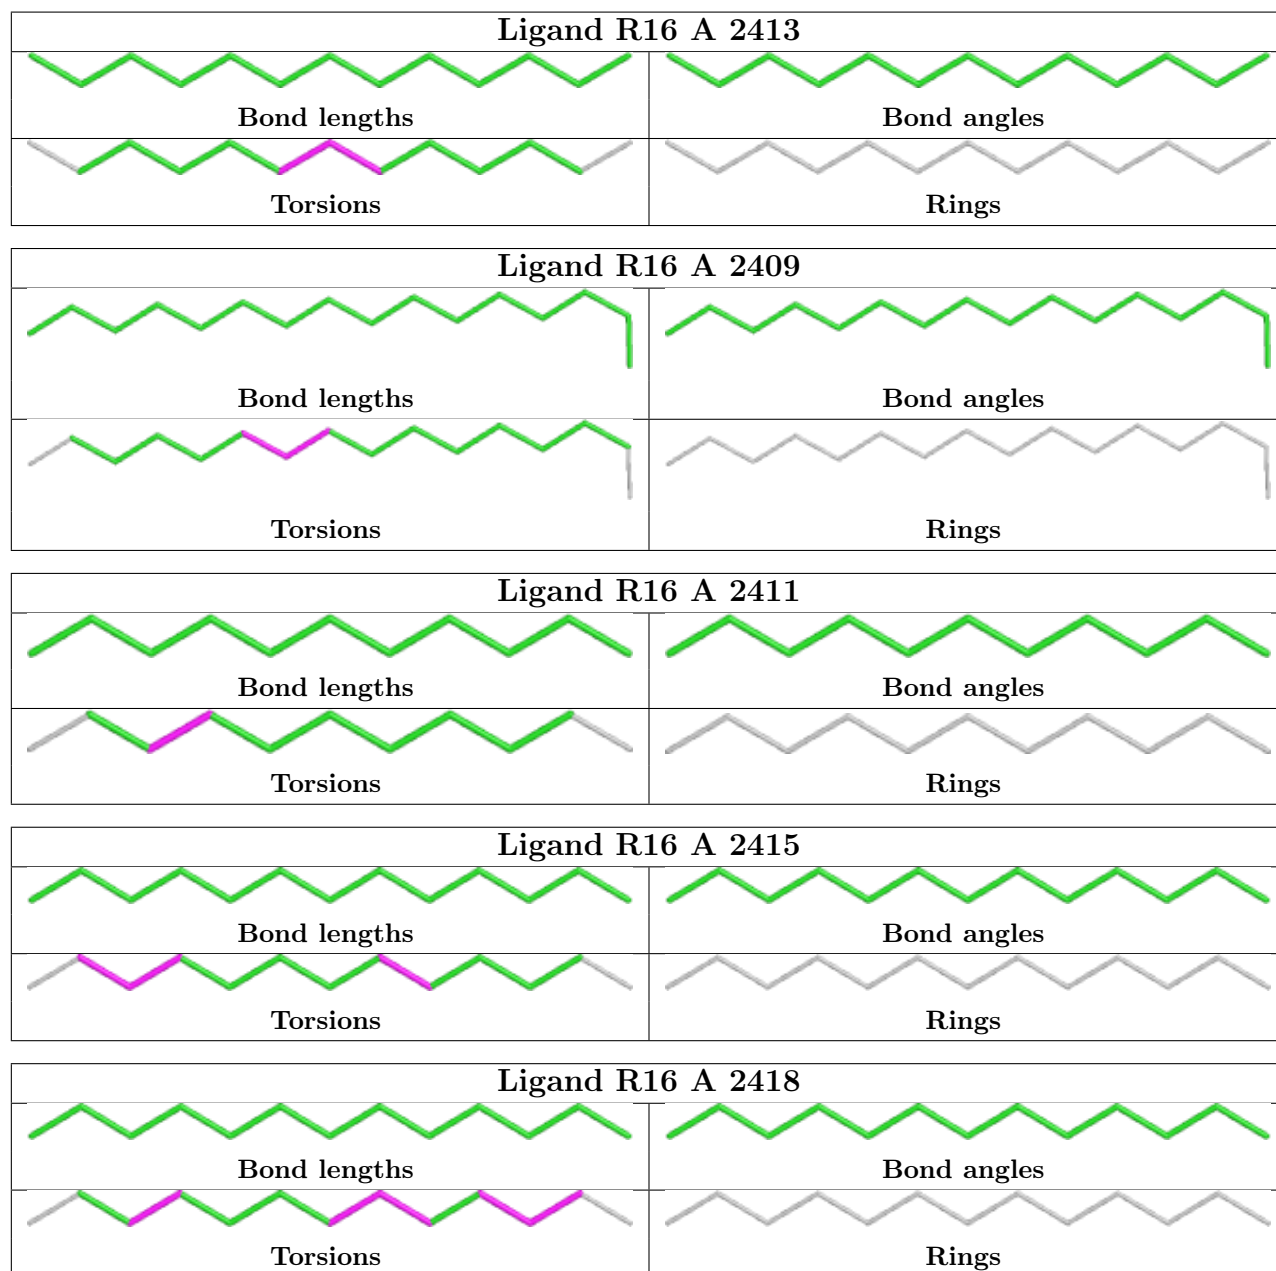 Ligand R16 A 2413
Bond lengths
Bond angles
Torsions
Rings
Ligand R16 A 2409
Bond lengths
Bond angles
Torsions
Rings
Ligand R16 A 2411
Bond lengths
Bond angles
Torsions
Rings
Ligand R16 A 2415
Bond lengths
Bond angles
Torsions
Rings
Ligand R16 A 2418
Bond lengths
Bond angles
Torsions
Rings